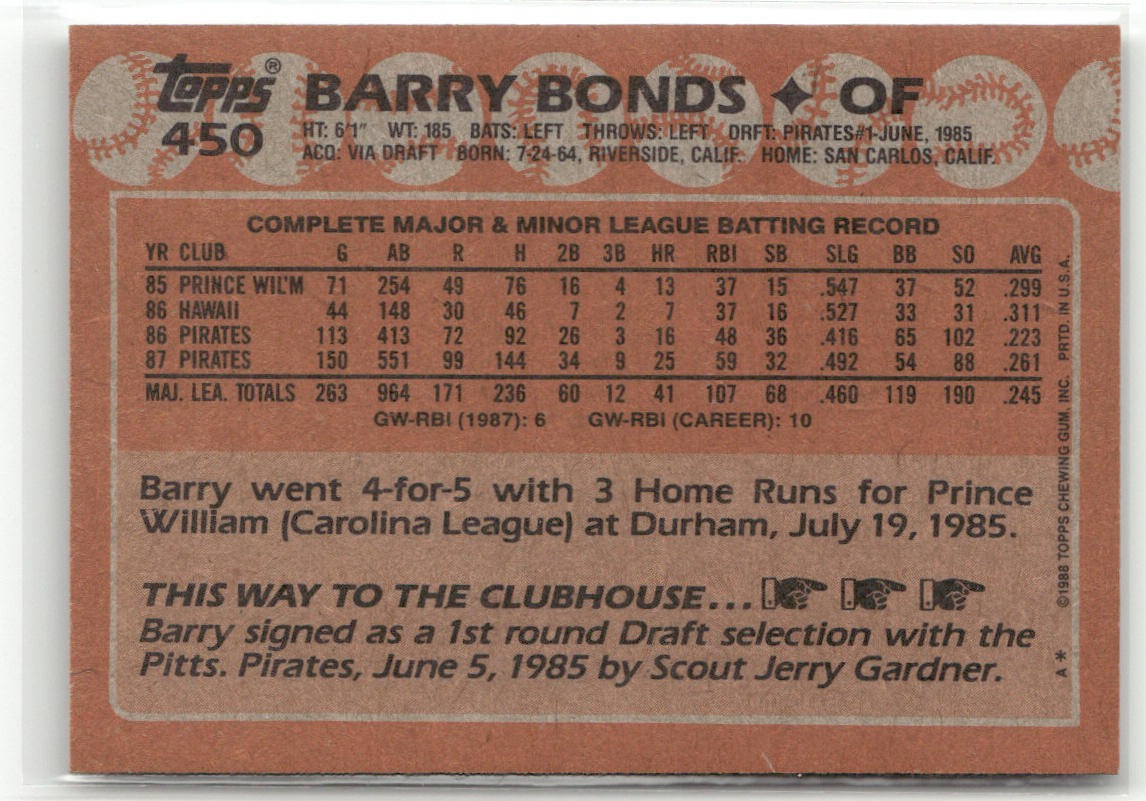 topps® BARRY BONDS ✦ OF
450
HT: 6'1" WT: 185 BATS: LEFT THROWS: LEFT DRFT: PIRATES#1-JUNE, 1985
ACQ: VIA DRAFT BORN: 7-24-64, RIVERSIDE, CALIF. HOME: SAN CARLOS, CALIF.
COMPLETE MAJOR & MINOR LEAGUE BATTING RECORD
YR CLUB G AB R H 2B 3B HR RBI SB SLG BB SO AVG
85 PRINCE WIL'M 71 254 49 76 16 4 13 37 15 .547 37 52 .299
86 HAWAII 44 148 30 46 7 2 7 37 16 .527 33 31 .311
86 PIRATES 113 413 72 92 26 3 16 48 36 .416 65 102 .223
87 PIRATES 150 551 99 144 34 9 25 59 32 .492 54 88 .261
MAJ. LEA. TOTALS 263 964 171 236 60 12 41 107 68 .460 119 190 .245
GW-RBI (1987): 6 GW-RBI (CAREER): 10
Barry went 4-for-5 with 3 Home Runs for Prince
William (Carolina League) at Durham, July 19, 1985.
THIS WAY TO THE CLUBHOUSE...
Barry signed as a 1st round Draft selection with the
Pitts. Pirates, June 5, 1985 by Scout Jerry Gardner.
A* ©1988 TOPPS CHEWING GUM, INC. PRTD. IN U.S.A.